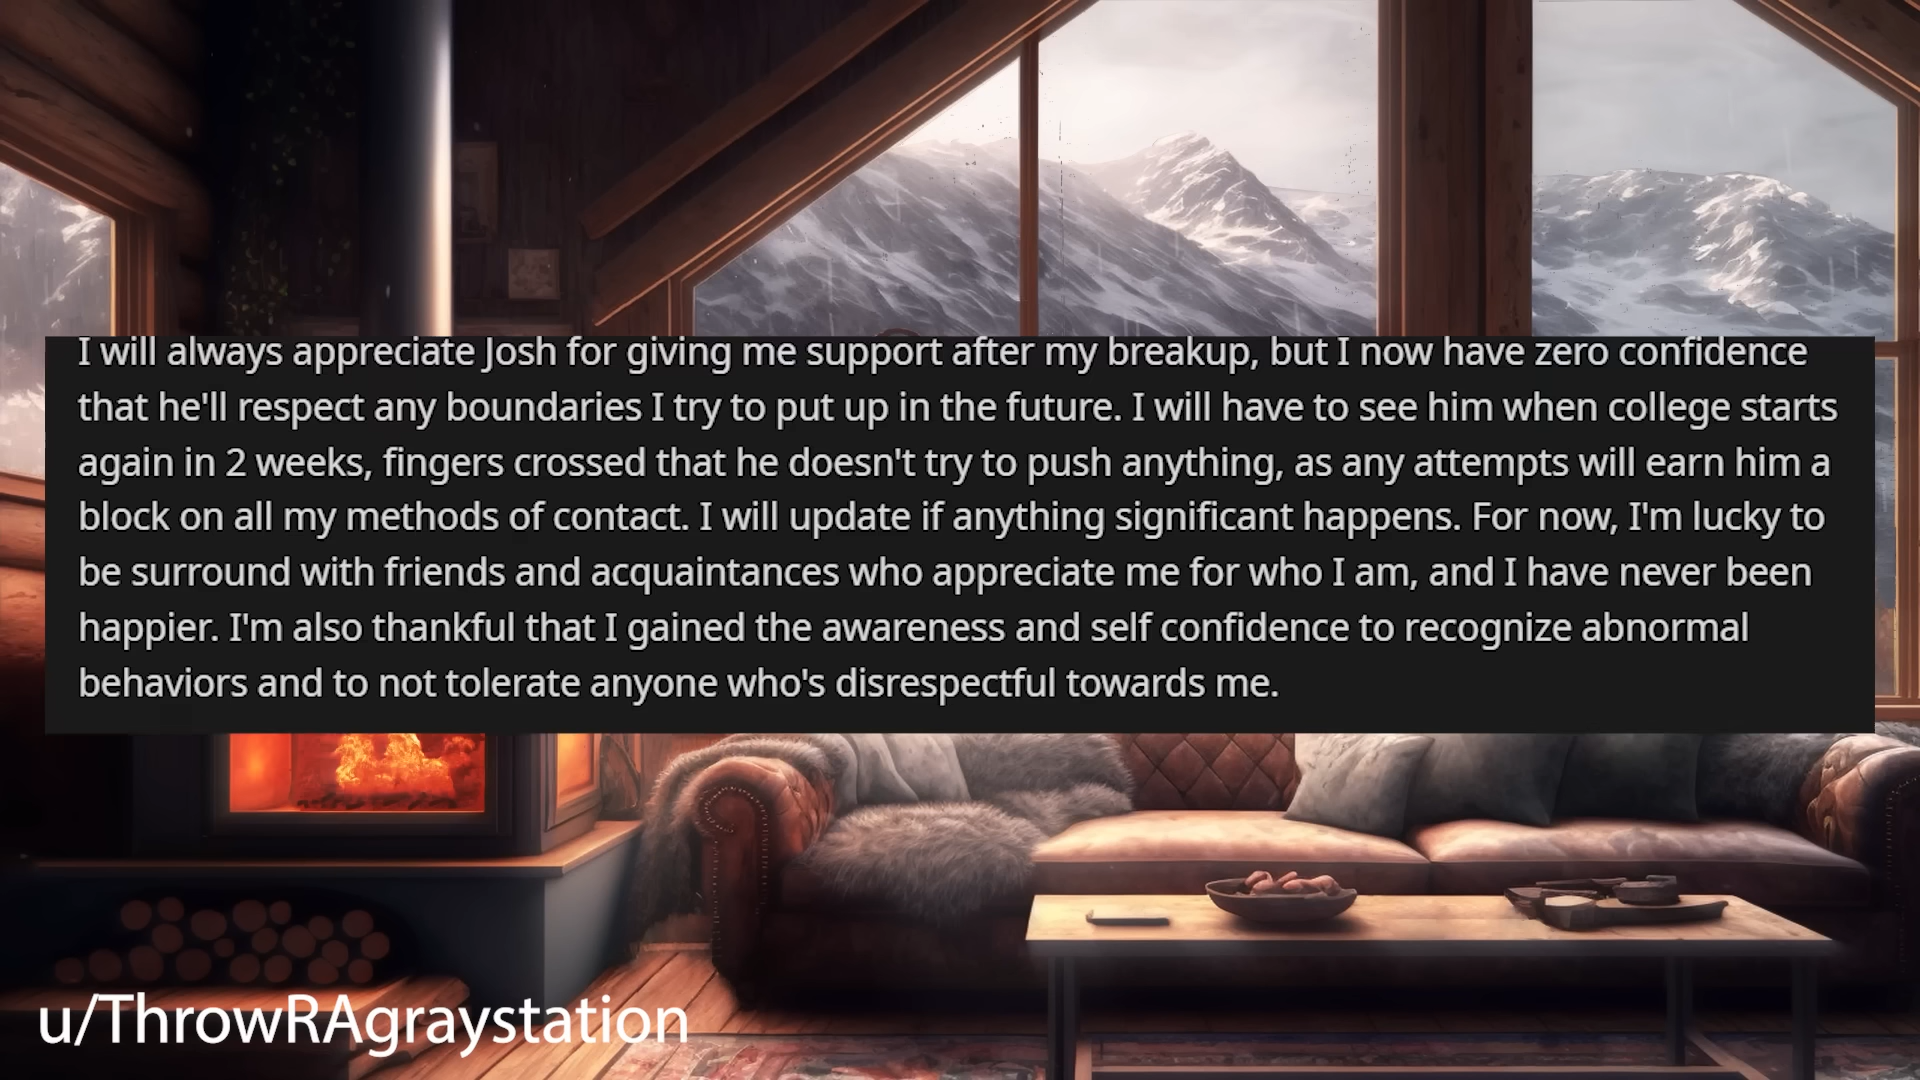 I will always appreciate Josh for giving me support after my breakup, but I now have zero confidence
that he'll respect any boundaries I try to put up in the future. I will have to see him when college starts
again in 2 weeks, fingers crossed that he doesn't try to push anything, as any attempts will earn him a
block on all my methods of contact. I will update if anything significant happens. For now, I'm lucky to
be surround with friends and acquaintances who appreciate me for who I am, and I have never been
happier. I'm also thankful that I gained the awareness and self confidence to recognize abnormal
behaviors and to not tolerate anyone who's disrespectful towards me.
u/ThrowRAgraystation